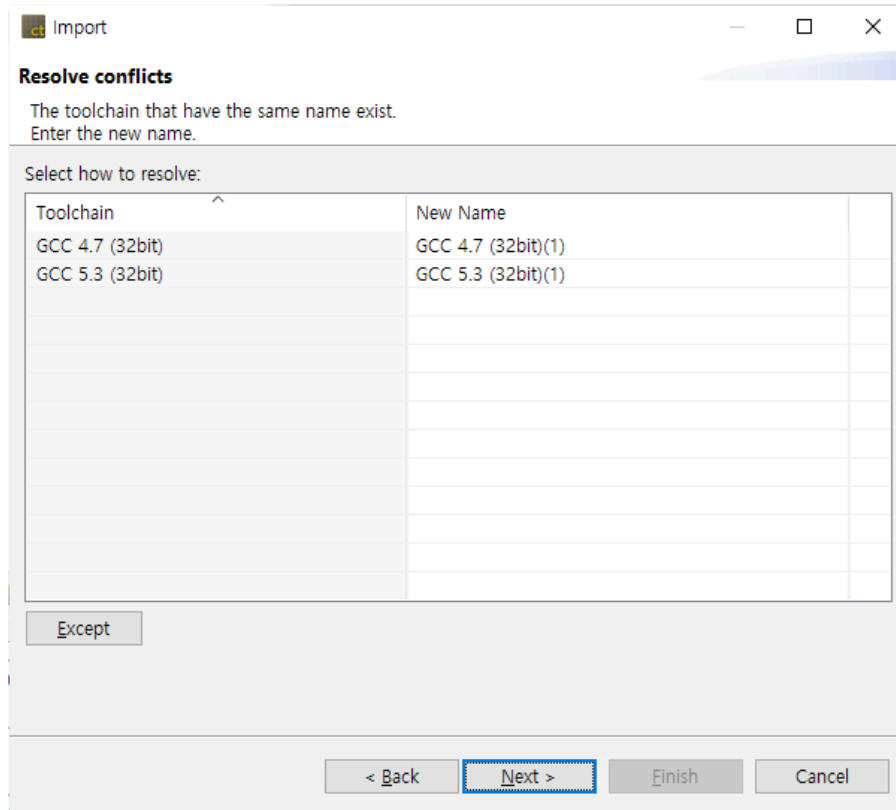 ct Import
Resolve conflicts
The toolchain that have the same name exist.
Enter the new name.
Select how to resolve:
Toolchain New Name
GCC 4.7 (32bit) GCC 4.7 (32bit)(1)
GCC 5.3 (32bit) GCC 5.3 (32bit)(1)
Except
< Back Next > Finish Cancel